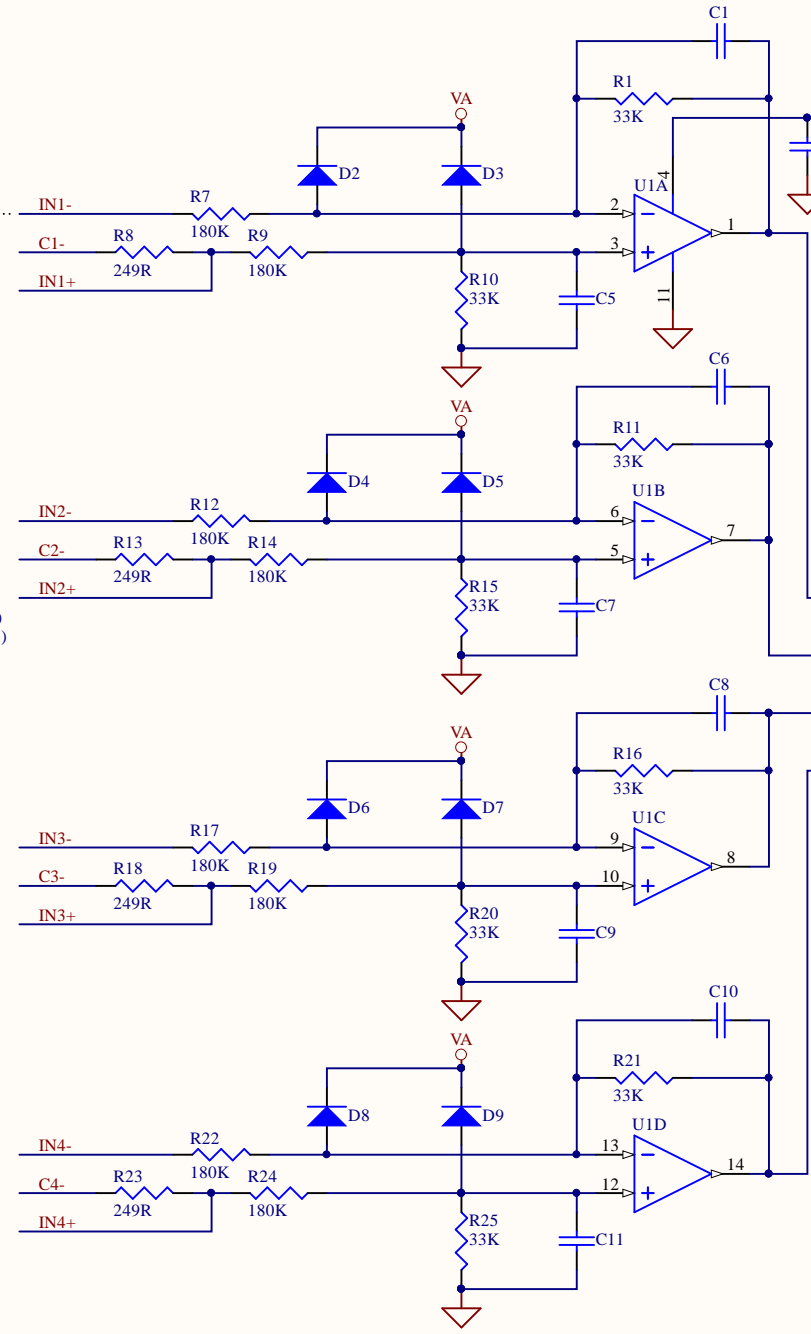 C1
R1
33K
VA
D2
D3
4
U1A
IN1-
R7
180K
2
1
C1-
R8
249R
R9
180K
3
IN1+
R10
33K
C5
11
C6
VA
R11
33K
D4
D5
U1B
IN2-
R12
180K
6
7
C2-
R13
249R
R14
180K
5
IN2+
R15
33K
C7
)
)
C8
VA
R16
33K
D6
D7
U1C
IN3-
R17
180K
9
8
C3-
R18
249R
R19
180K
10
IN3+
R20
33K
C9
C10
VA
R21
33K
D8
D9
U1D
IN4-
R22
180K
13
14
C4-
R23
249R
R24
180K
12
IN4+
R25
33K
C11